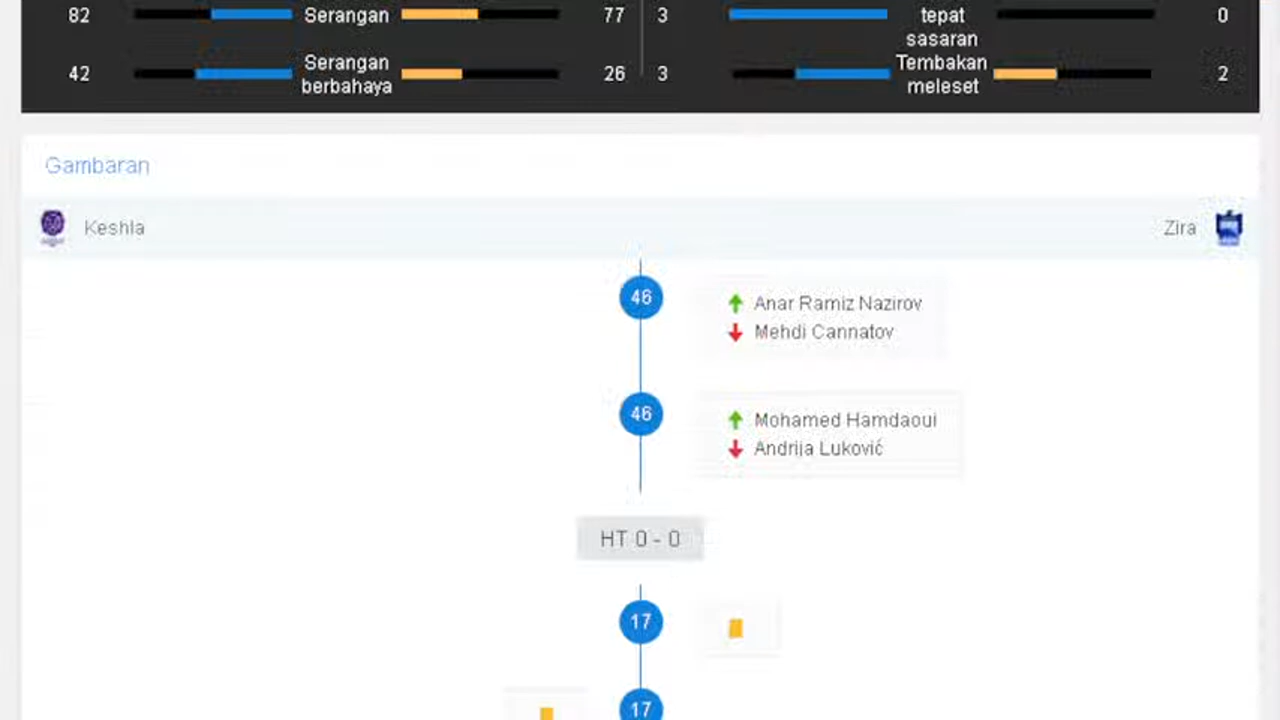 82 Serangan 77 3 tepat 0
sasaran
42 Serangan 26 3 Tembakan 2
berbahaya meleset
Gambaran
Keshla Zira
46 Anar Ramiz Nazirov
Mehdi Cannatov
46 Mohamed Hamdaoui
Andrija Luković
HT 0 - 0
17
17